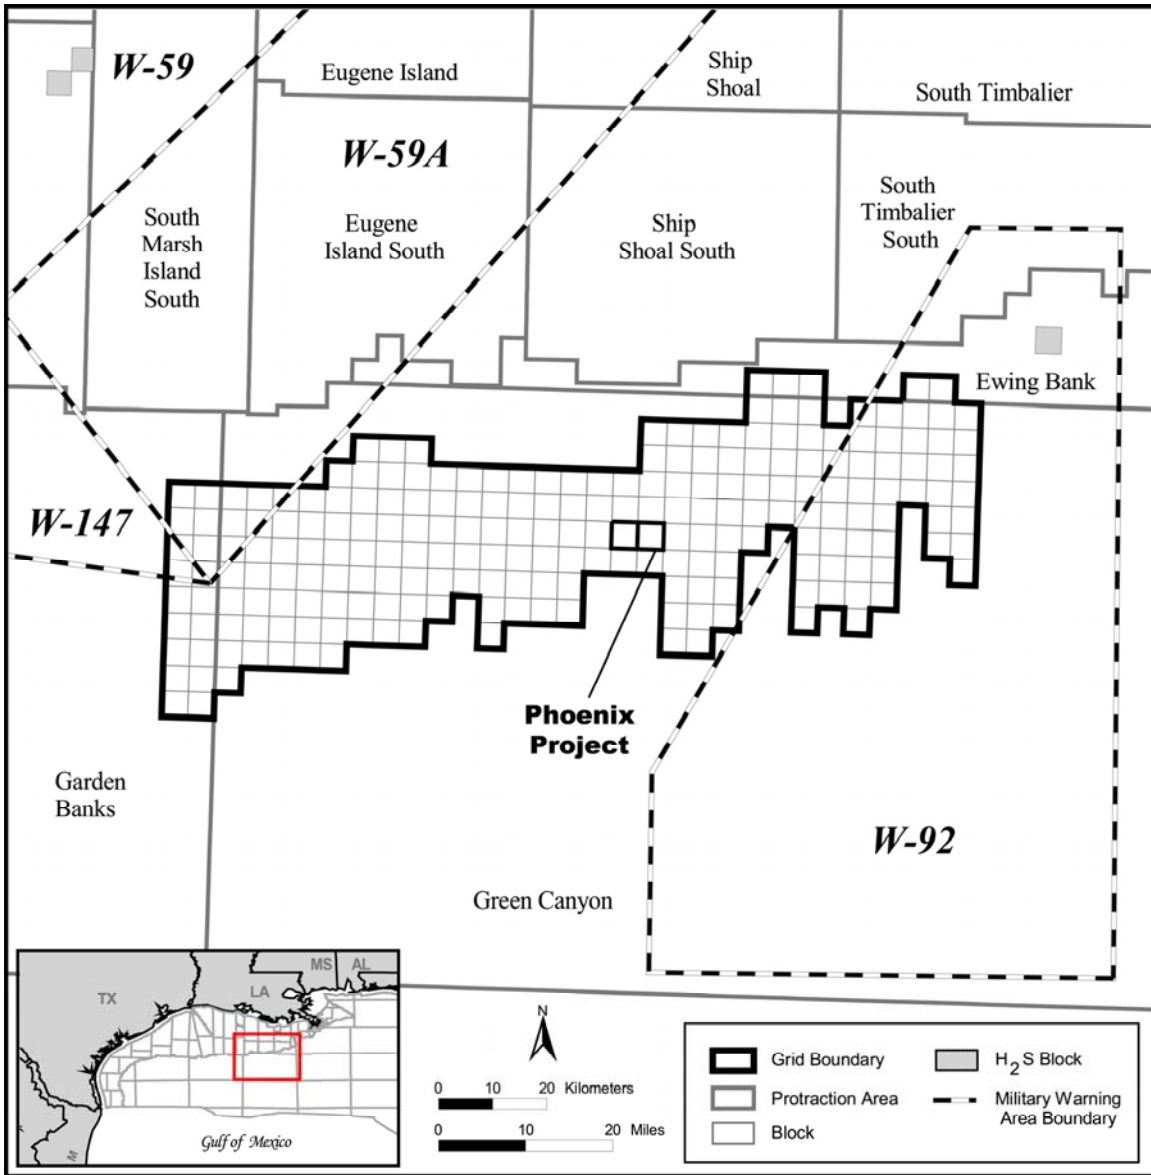 W-59
Eugene Island
Ship
Shoal
South Timbalier
W-59A
South
Marsh
Island
South
Eugene
Island South
Ship
Shoal South
South
Timbalier
South
Ewing Bank
W-147
Phoenix
Project
Garden
Banks
W-92
Green Canyon
MS
AL
TX
LA
M
Gulf of Mexico
N
0 10 20 Kilometers
0 10 20 Miles
Grid Boundary
Protraction Area
Block
H2S Block
Military Warning
Area Boundary